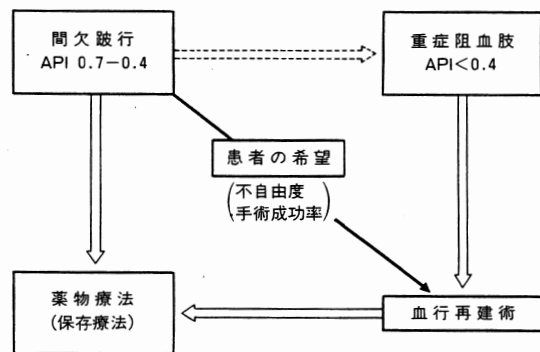 間欠跛行
API 0.7−0.4
重症阻血肢
API<0.4
患者の希望
(不自由度
手術成功率)
薬物療法
(保存療法)
血行再建術